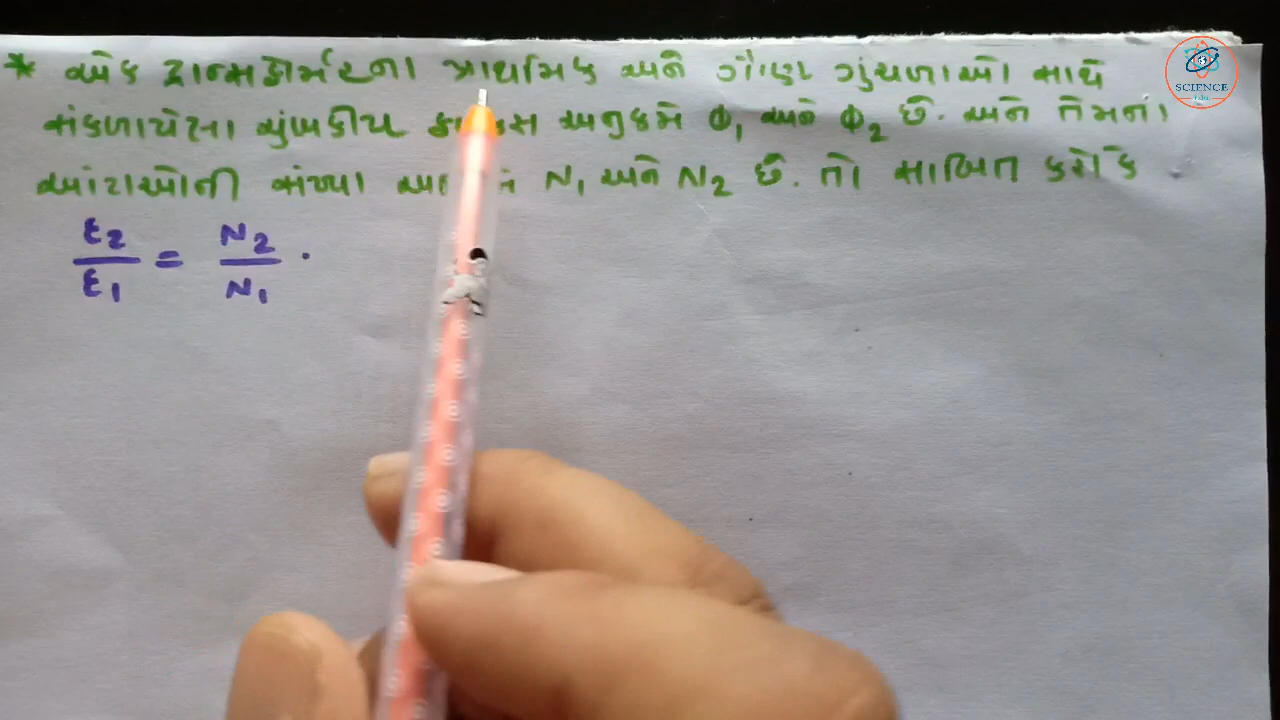 * એક ટ્રાન્સફોર્મરના પ્રાથમિક અને ગૌણ ગુંચળાઓ સાથે
સંકળાયેલા ચુંબકીય અનુક્રમે Φ₁ અને Φ₂ છે. અને તેમના
આંટાઓની સંખ્યા N₁ અને N₂ છે. તો સાબિત કરો કે
ε₂/ε₁ = N₂/N₁ .
SCIENCE